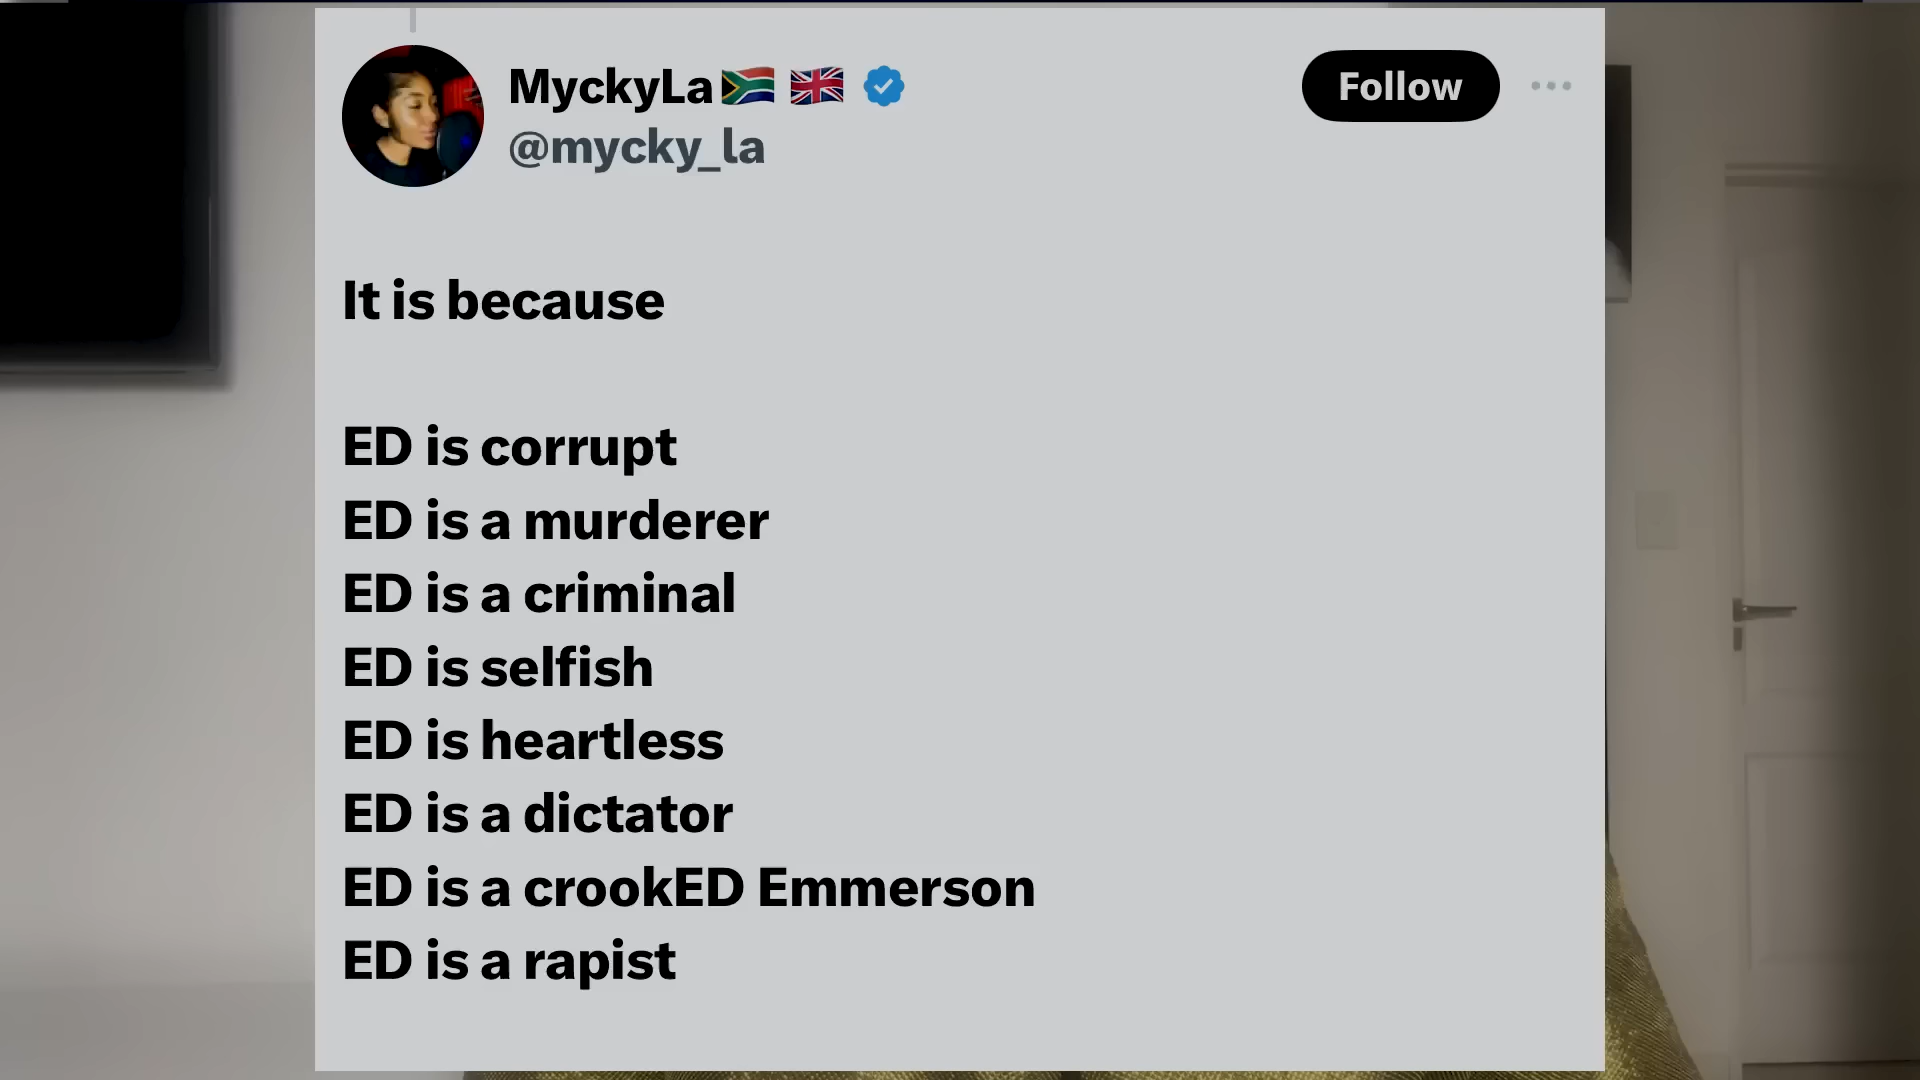 MyckyLa🇿🇦 🇬🇧
Follow
@mycky_la
It is because
ED is corrupt
ED is a murderer
ED is a criminal
ED is selfish
ED is heartless
ED is a dictator
ED is a crookED Emmerson
ED is a rapist